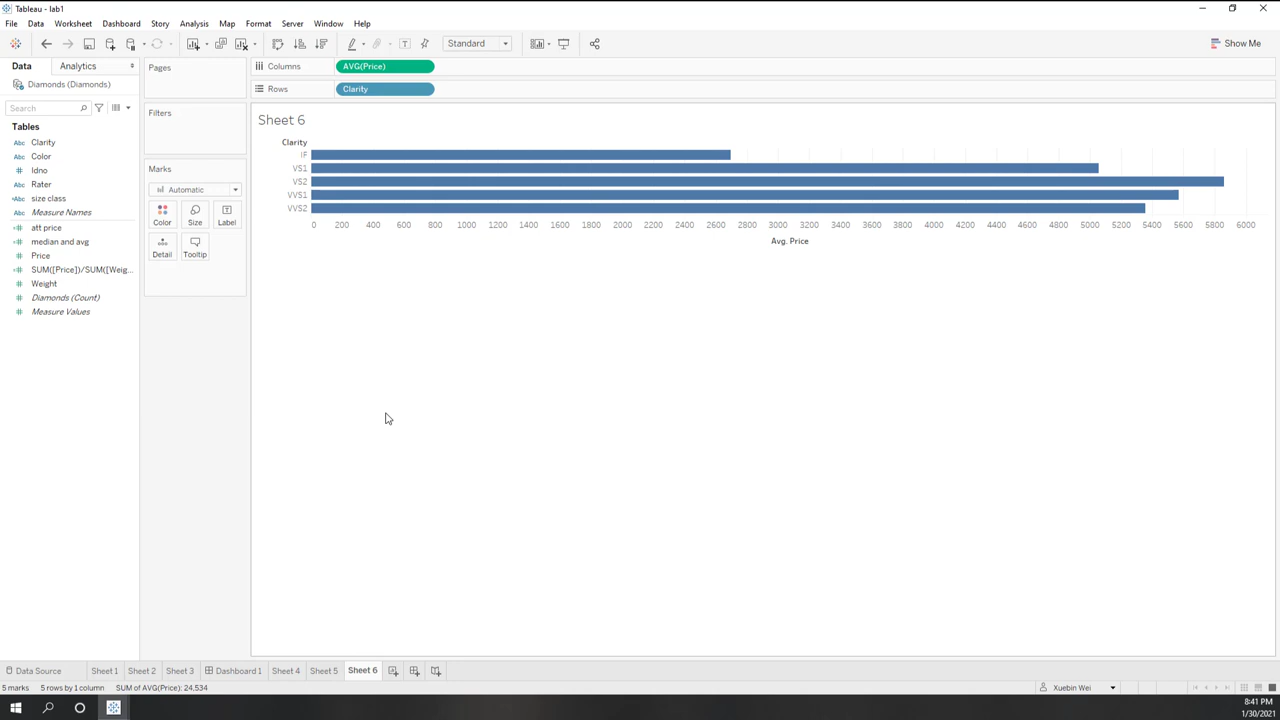 Tableau - lab1
File Data Worksheet Dashboard Story Analysis Map Format Server Window Help
Standard
Show Me
Data Analytics
Diamonds (Diamonds)
Search
Tables
Abc Clarity
Abc Color
Idno
Abc Rater
Abc size class
Abc Measure Names
att price
median and avg
Price
SUM([Price])/SUM([Weig...
Weight
Diamonds (Count)
Measure Values
Pages
Filters
Marks
Automatic
Color Size Label
Detail Tooltip
Columns AVG(Price)
Rows Clarity
Sheet 6
Clarity
IF
VS1
VS2
VVS1
VVS2
0 200 400 600 800 1000 1200 1400 1600 1800 2000 2200 2400 2600 2800 3000 3200 3400 3600 3800 4000 4200 4400 4600 4800 5000 5200 5400 5600 5800 6000
Avg. Price
Data Source Sheet 1 Sheet 2 Sheet 3 Dashboard 1 Sheet 4 Sheet 5 Sheet 6
5 marks 5 rows by 1 column SUM of AVG(Price): 24,534
Xuebin Wei
8:41 PM
1/30/2021